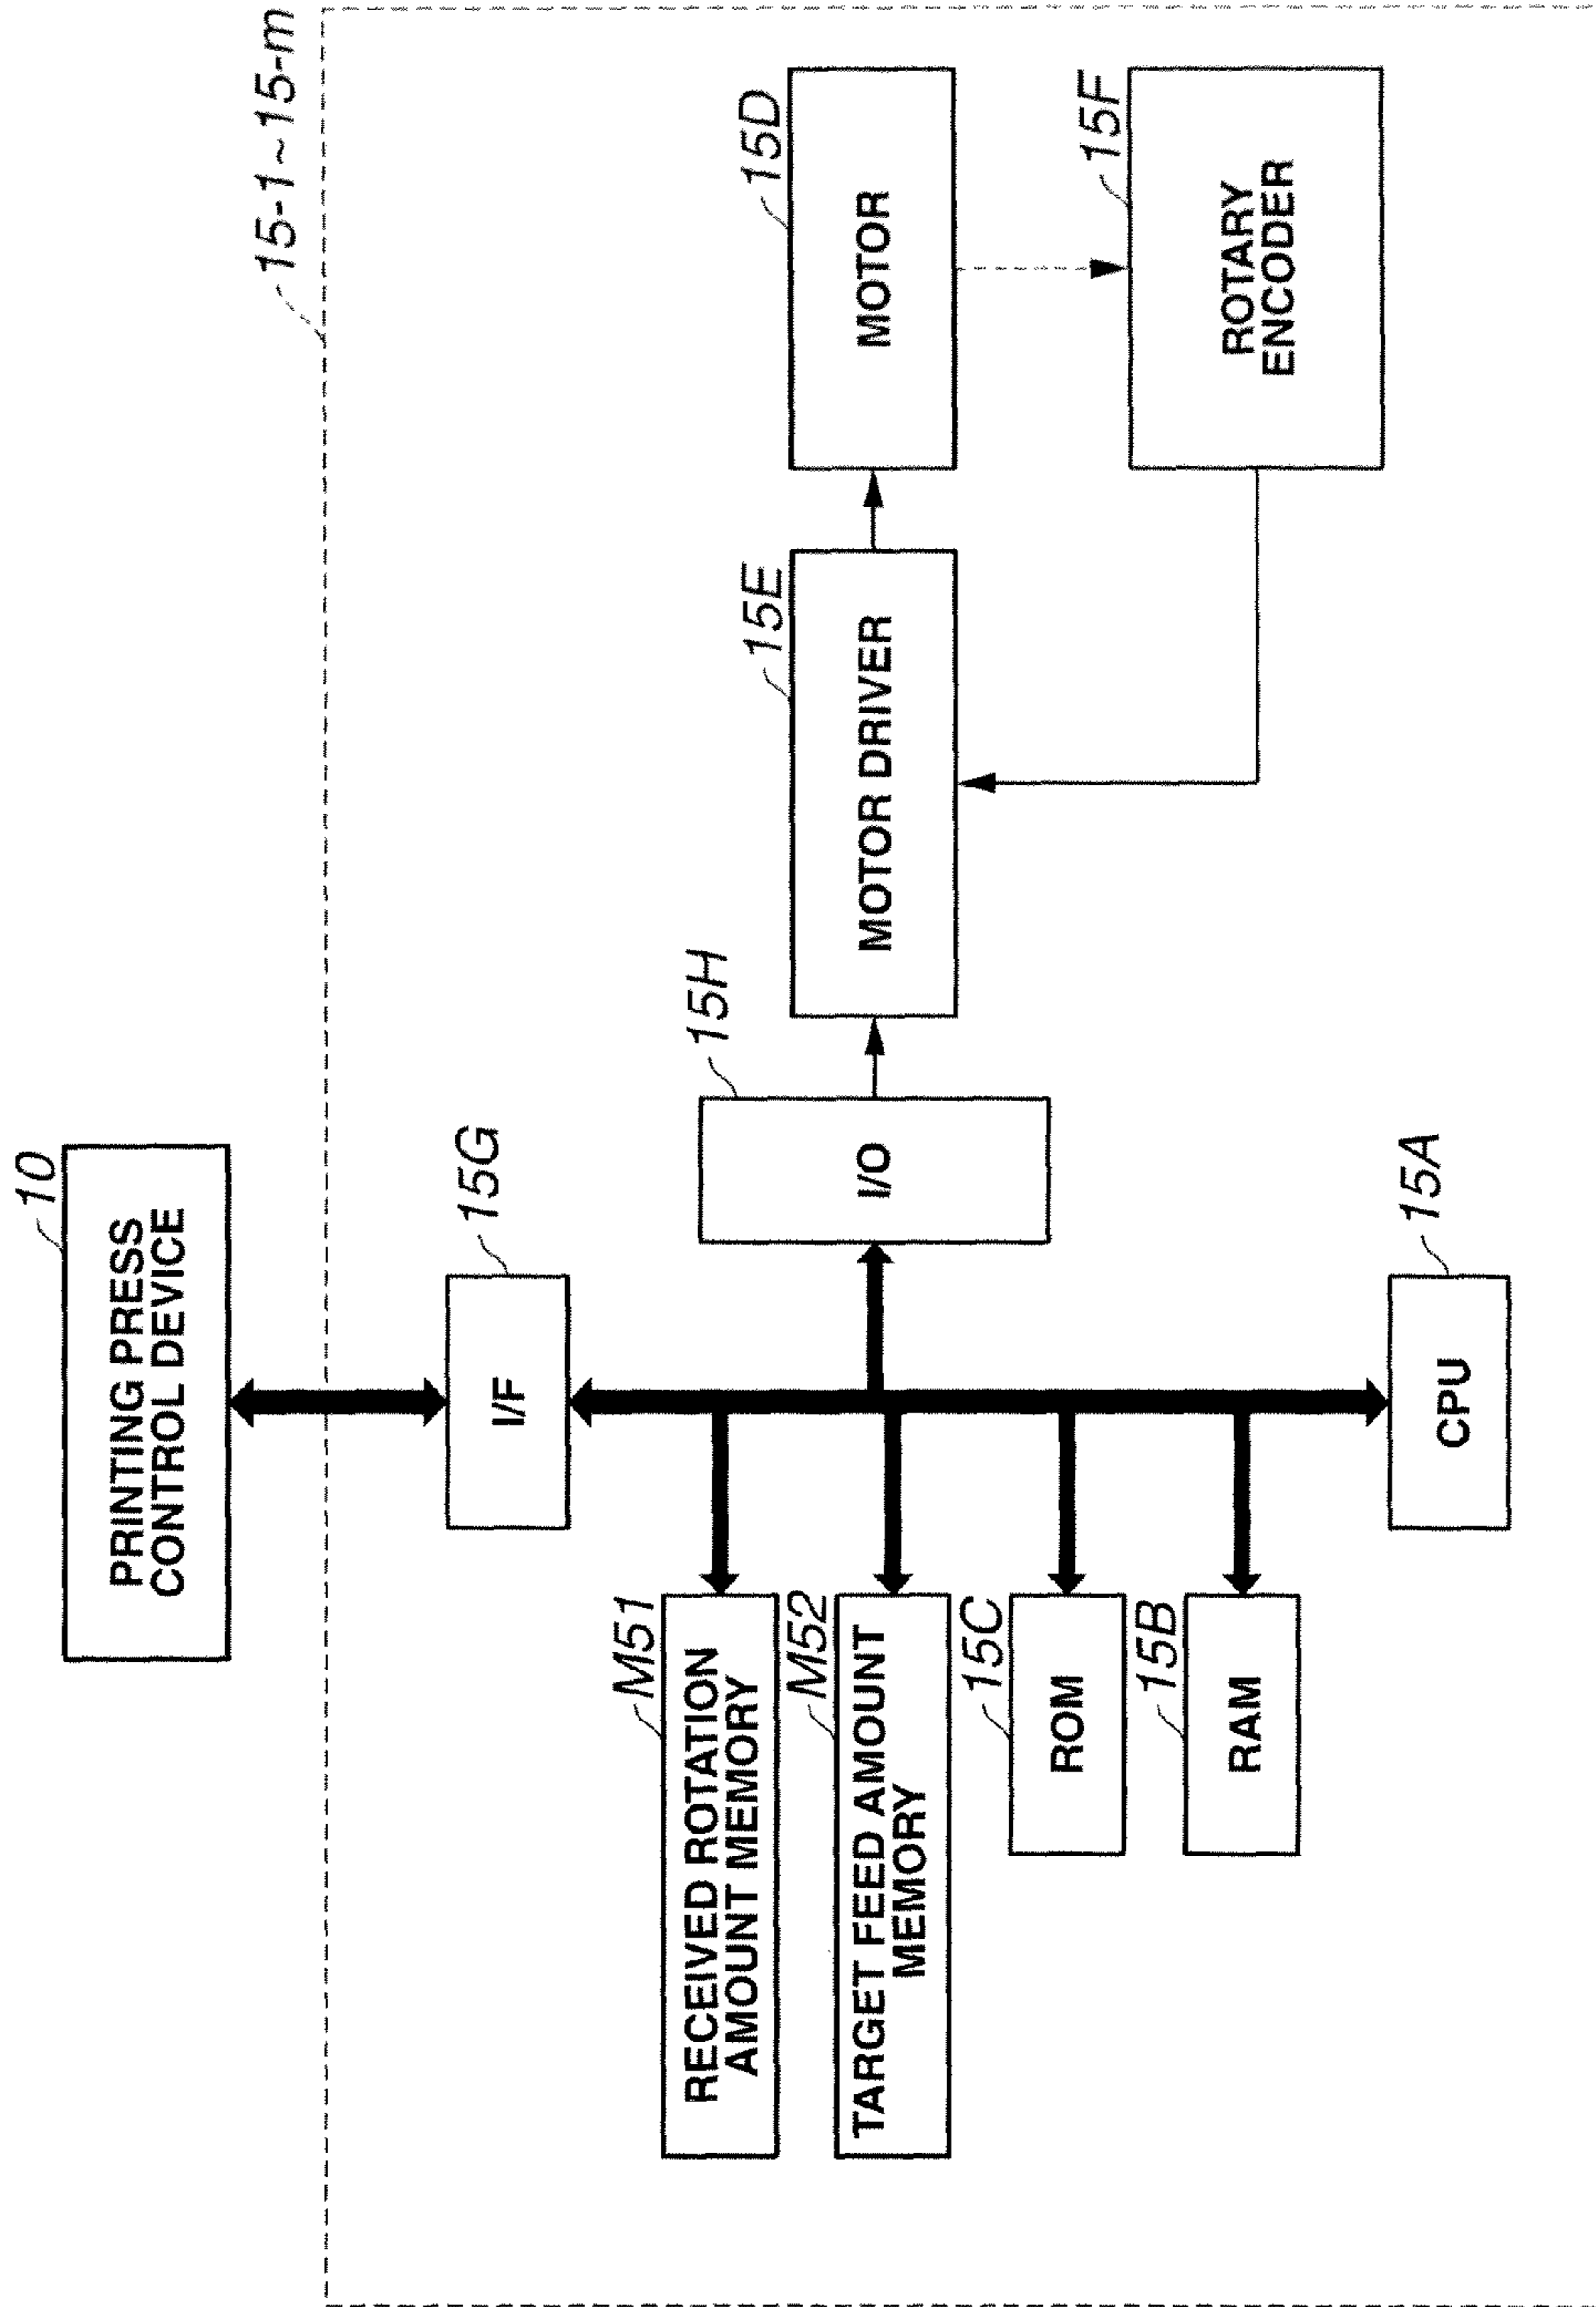 10
PRINTING PRESS
CONTROL DEVICE
15-1~15-m
15G
I/F
M51
RECEIVED ROTATION
AMOUNT MEMORY
M52
TARGET FEED AMOUNT
MEMORY
15C
ROM
15B
RAM
15A
CPU
15H
I/O
15E
MOTOR DRIVER
15D
MOTOR
15F
ROTARY
ENCODER